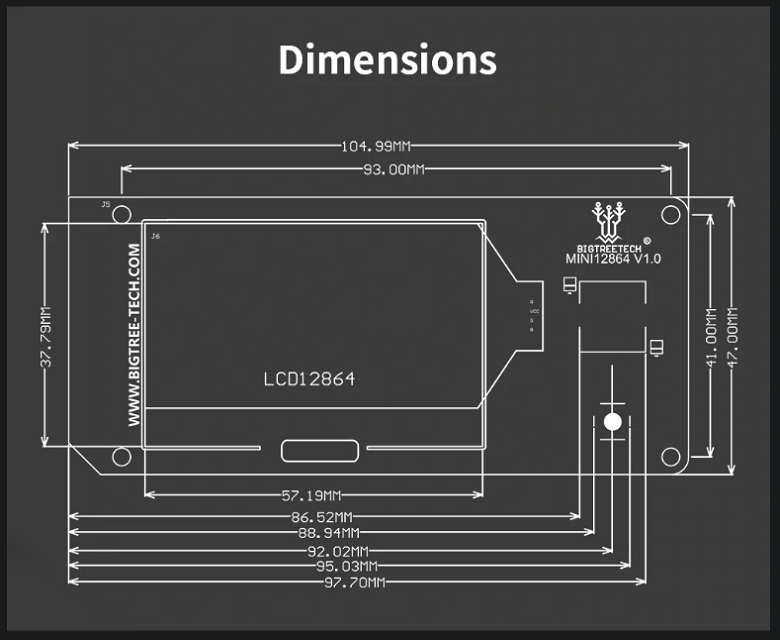 Dimensions
104.99MM
93.00MM
J5
J6
BIGTREETECH ©
MINI12864 V1.0
WWW.BIGTREE-TECH.COM
37.79MM
VCC
41.00MM
47.00MM
LCD12864
57.19MM
86.52MM
88.94MM
92.02MM
95.03MM
97.70MM